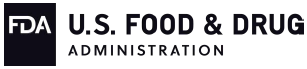 FDA U.S. FOOD & DRUG
ADMINISTRATION